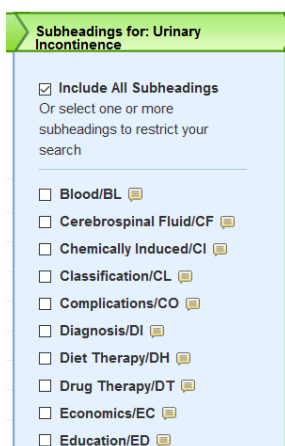 Subheadings for: Urinary
Incontinence
Include All Subheadings
Or select one or more
subheadings to restrict your
search
Blood/BL
Cerebrospinal Fluid/CF
Chemically Induced/CI
Classification/CL
Complications/CO
Diagnosis/DI
Diet Therapy/DH
Drug Therapy/DT
Economics/EC
Education/ED